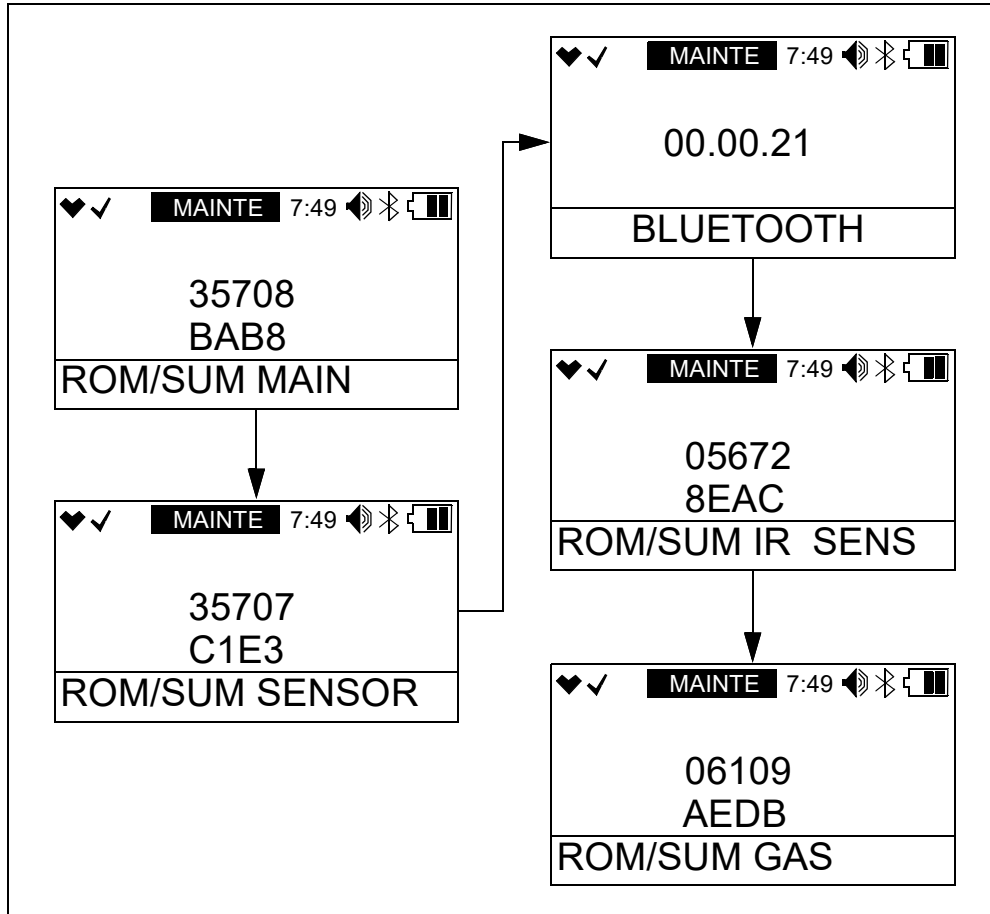 MAINTE 7:49
35708
BAB8
ROM/SUM MAIN
MAINTE 7:49
35707
C1E3
ROM/SUM SENSOR
MAINTE 7:49
00.00.21
BLUETOOTH
MAINTE 7:49
05672
8EAC
ROM/SUM IR SENS
MAINTE 7:49
06109
AEDB
ROM/SUM GAS